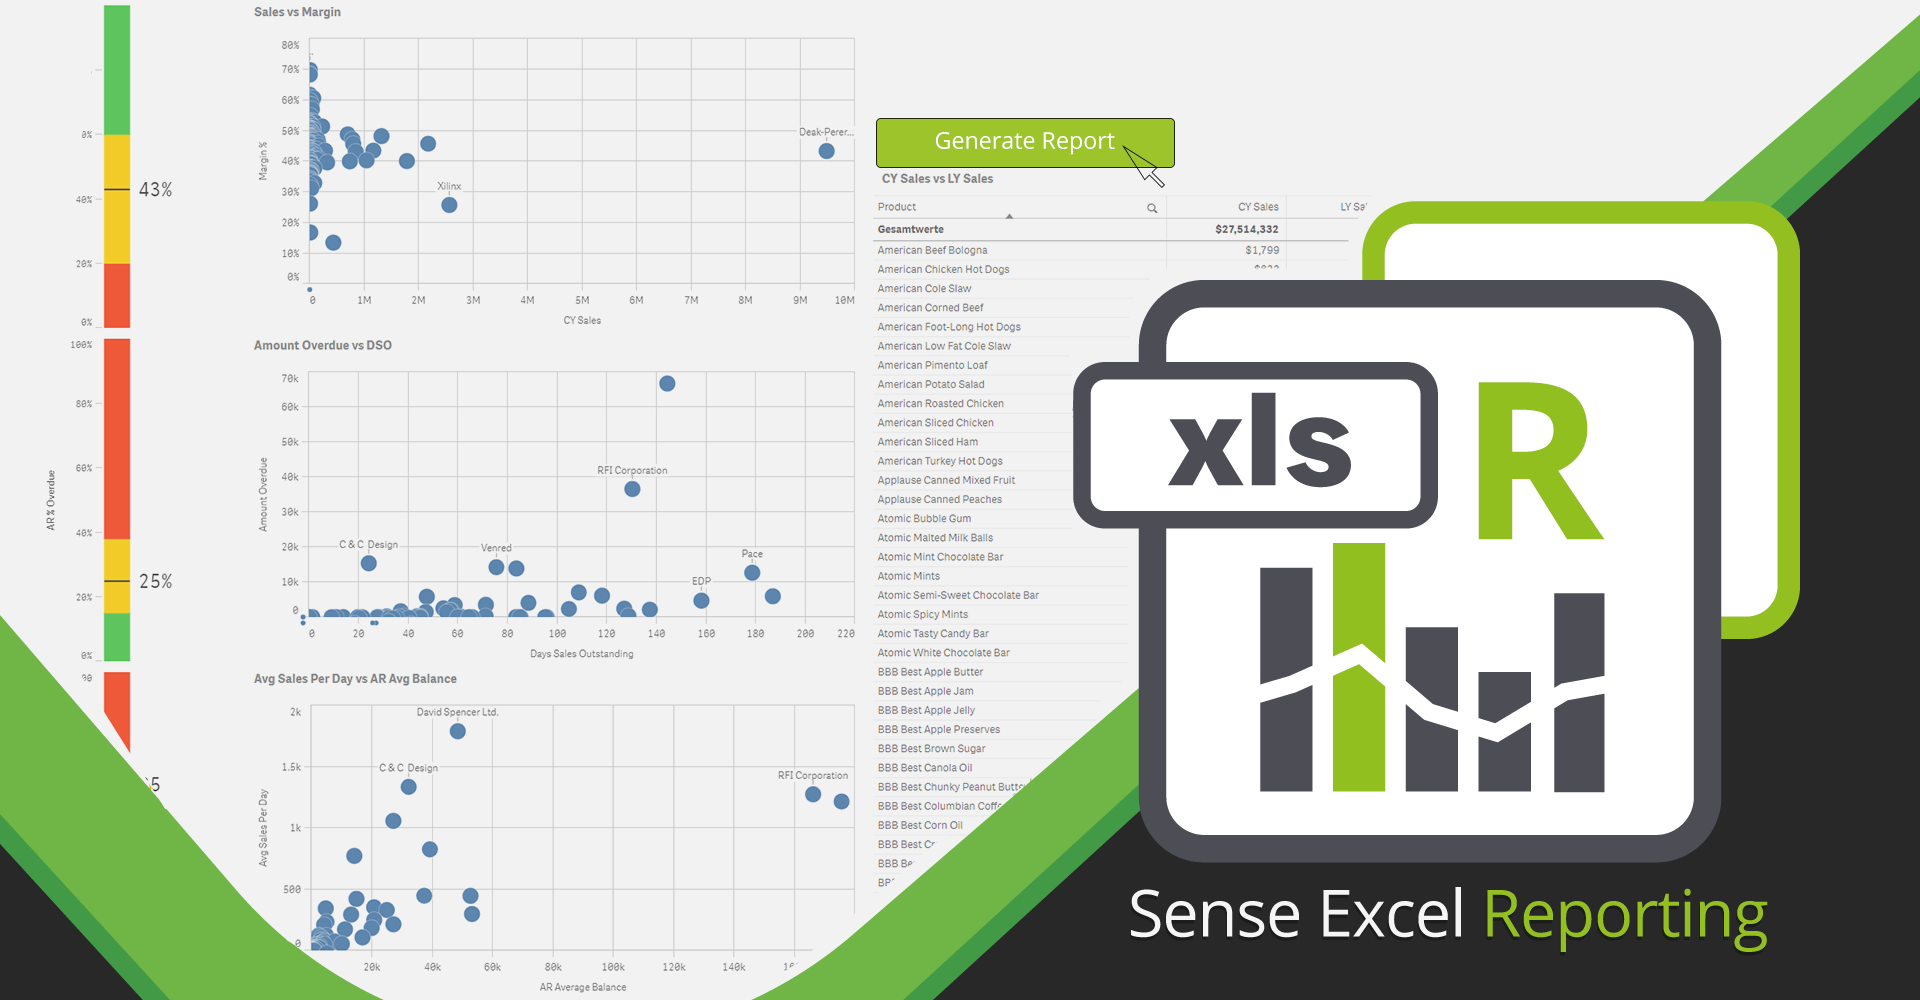 Sales vs Margin
80%
70%
60%
50%
40%
30%
20%
10%
0%
Margin %
Deak-Perer...
Xilinx
0 1M 2M 3M 4M 5M 6M 7M 8M 9M 10M
CY Sales
0%
43%
40%
20%
0%
100%
80%
60%
40%
25%
20%
0%
AR % Overdue
Amount Overdue vs DSO
70k
60k
50k
40k
30k
20k
10k
0
Amount Overdue
RFI Corporation
C & C Design
Venred
Pace
EDP
0 20 40 60 80 100 120 140 160 180 200 220
Days Sales Outstanding
Avg Sales Per Day vs AR Avg Balance
2k
1.5k
1k
500
0
Avg Sales Per Day
David Spencer Ltd.
C & C Design
RFI Corporation
20k 40k 60k 80k 100k 120k 140k
AR Average Balance
Generate Report
CY Sales vs LY Sales
Product CY Sales LY
Gesamtwerte $27,514,332
American Beef Bologna $1,799
American Chicken Hot Dogs
American Cole Slaw
American Corned Beef
American Foot-Long Hot Dogs
American Low Fat Cole Slaw
American Pimento Loaf
American Potato Salad
American Roasted Chicken
American Sliced Chicken
American Sliced Ham
American Turkey Hot Dogs
Applause Canned Mixed Fruit
Applause Canned Peaches
Atomic Bubble Gum
Atomic Malted Milk Balls
Atomic Mint Chocolate Bar
Atomic Mints
Atomic Semi-Sweet Chocolate Bar
Atomic Spicy Mints
Atomic Tasty Candy Bar
Atomic White Chocolate Bar
BBB Best Apple Butter
BBB Best Apple Jam
BBB Best Apple Jelly
BBB Best Apple Preserves
BBB Best Brown Sugar
BBB Best Canola Oil
BBB Best Chunky Peanut
BBB Best Columbian
BBB Best Corn Oil
BBB Best
BBB
xls
R
Sense Excel Reporting